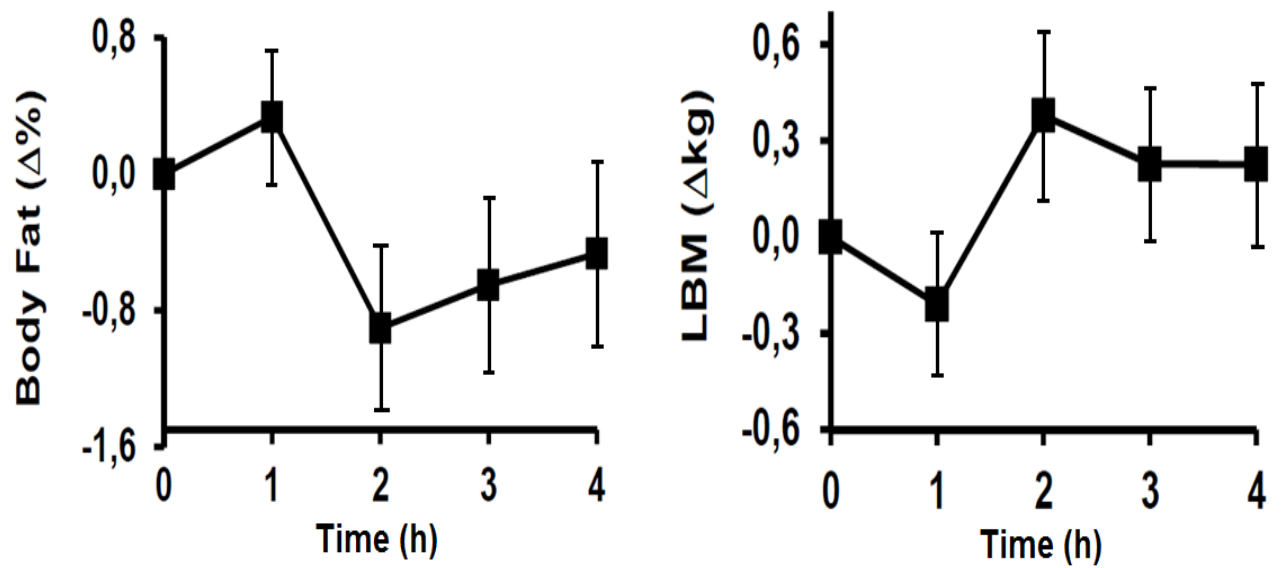 Body Fat (Δ%)
0,8
0,0
-0,8
-1,6
0 1 2 3 4
Time (h)
LBM (Δkg)
0,6
0,3
0,0
-0,3
-0,6
0 1 2 3 4
Time (h)